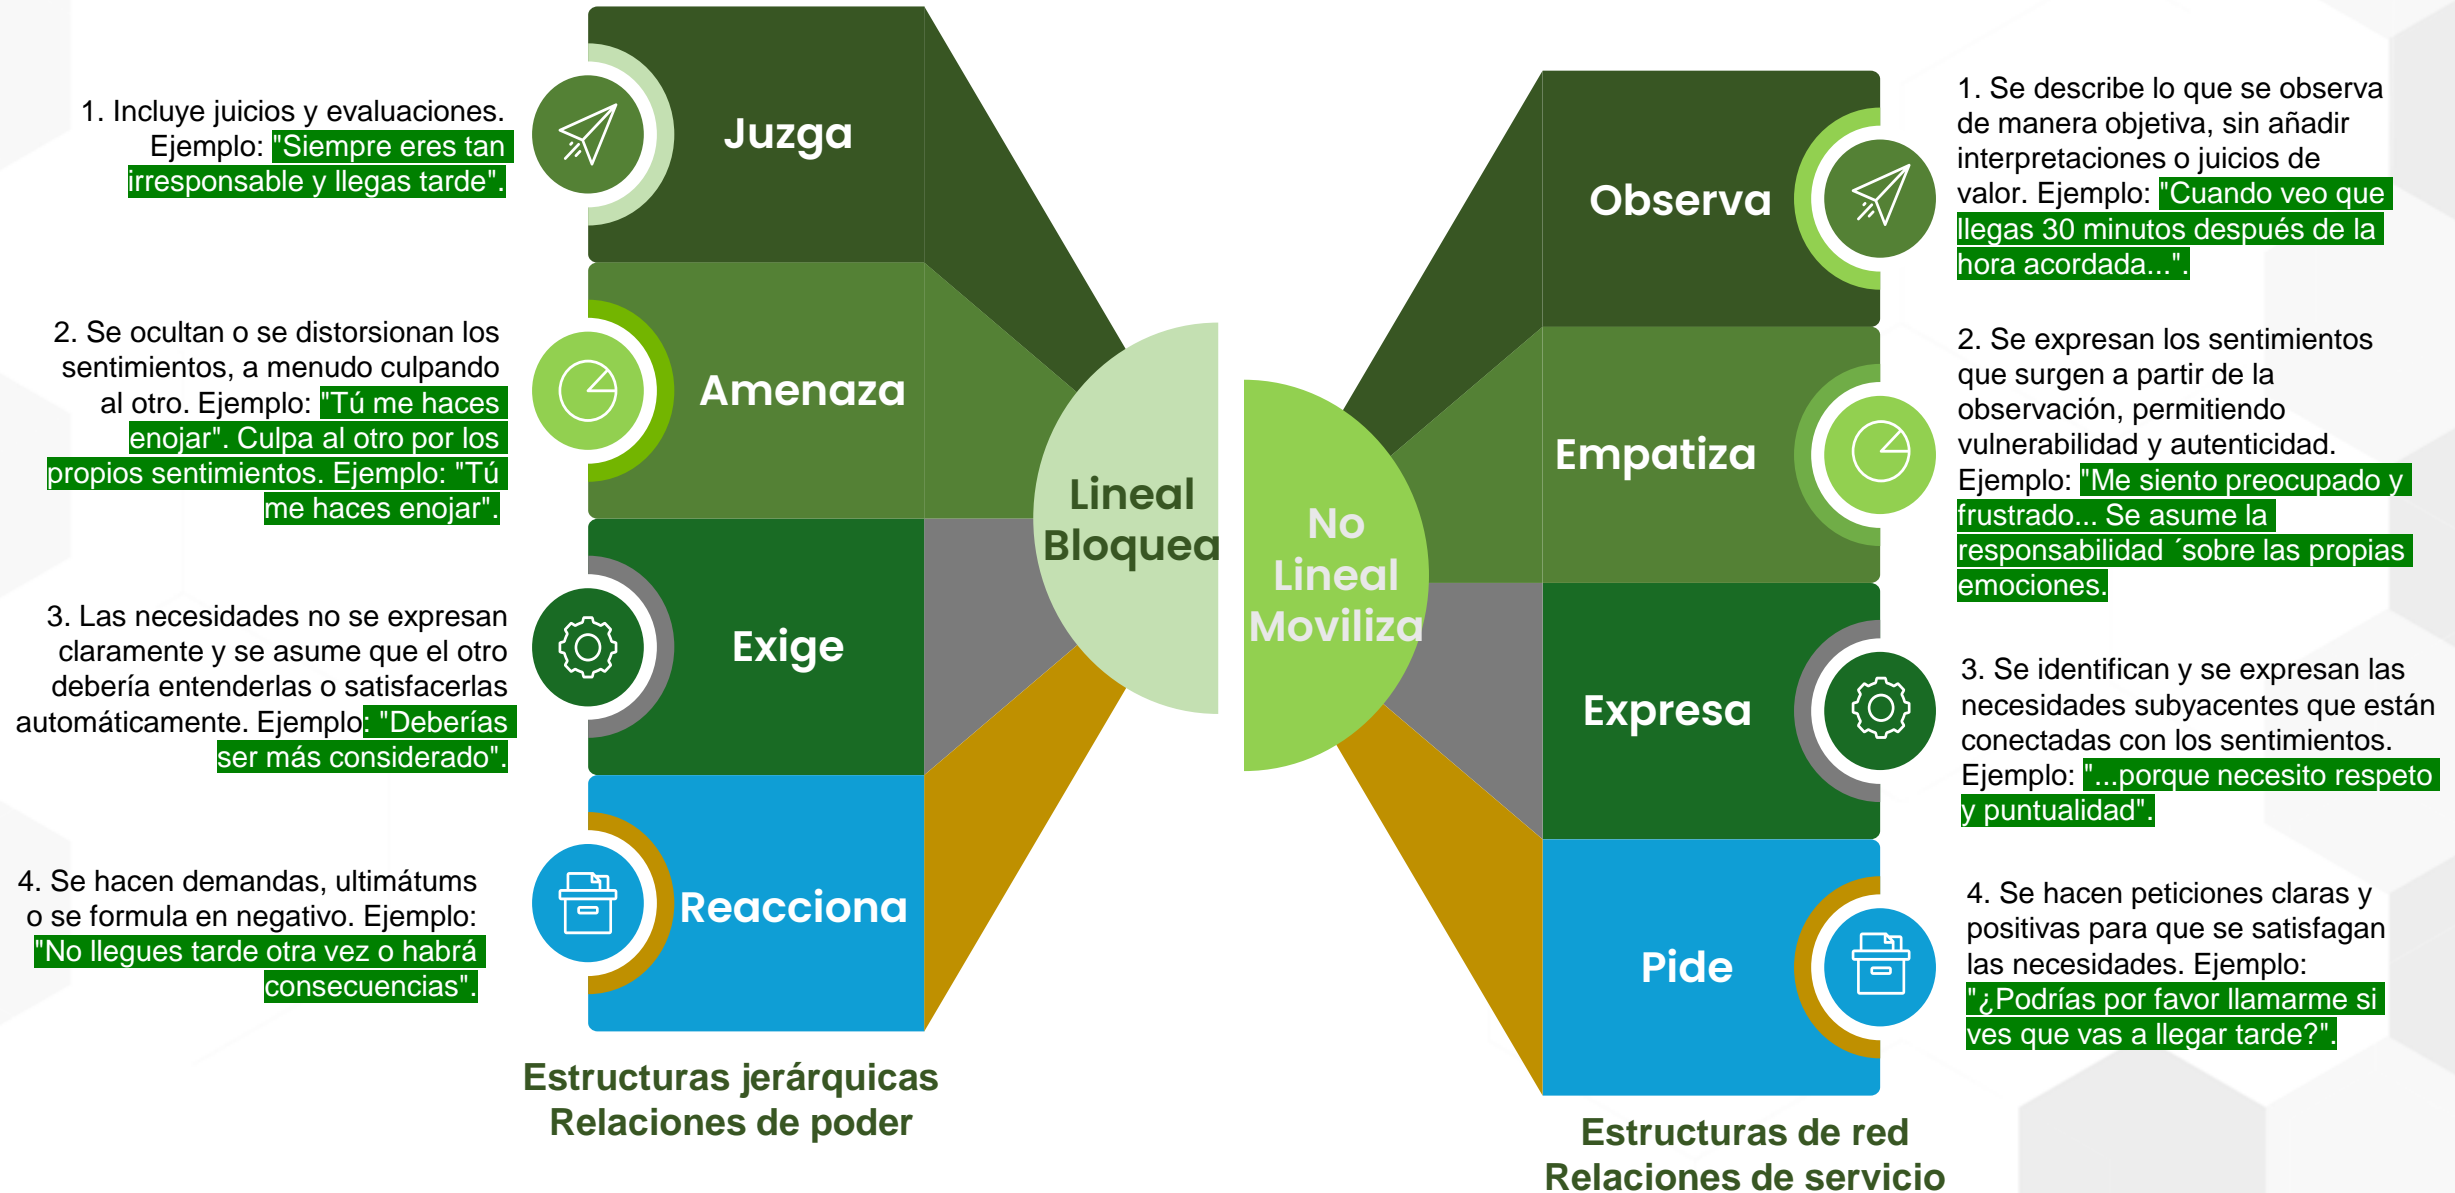 1. Incluye juicios y evaluaciones.
Ejemplo: "Siempre eres tan
irresponsable y llegas tarde".
Juzga
2. Se ocultan o se distorsionan los
sentimientos, a menudo culpando
al otro. Ejemplo: "Tú me haces
enojar". Culpa al otro por los
propios sentimientos. Ejemplo: "Tú
me haces enojar".
Amenaza
3. Las necesidades no se expresan
claramente y se asume que el otro
debería entenderlas o satisfacerlas
automáticamente. Ejemplo: "Deberías
ser más considerado".
Exige
4. Se hacen demandas, ultimátums
o se formula en negativo. Ejemplo:
"No llegues tarde otra vez o habrá
consecuencias".
Reacciona
Lineal
Bloquea
Estructuras jerárquicas
Relaciones de poder
No
Lineal
Moviliza
Observa
1. Se describe lo que se observa
de manera objetiva, sin añadir
interpretaciones o juicios de
valor. Ejemplo: "Cuando veo que
llegas 30 minutos después de la
hora acordada...".
Empatiza
2. Se expresan los sentimientos
que surgen a partir de la
observación, permitiendo
vulnerabilidad y autenticidad.
Ejemplo: "Me siento preocupado y
frustrado... Se asume la
responsabilidad ´sobre las propias
emociones.
Expresa
3. Se identifican y se expresan las
necesidades subyacentes que están
conectadas con los sentimientos.
Ejemplo: "...porque necesito respeto
y puntualidad".
Pide
4. Se hacen peticiones claras y
positivas para que se satisfagan
las necesidades. Ejemplo:
"¿Podrías por favor llamarme si
ves que vas a llegar tarde?".
Estructuras de red
Relaciones de servicio